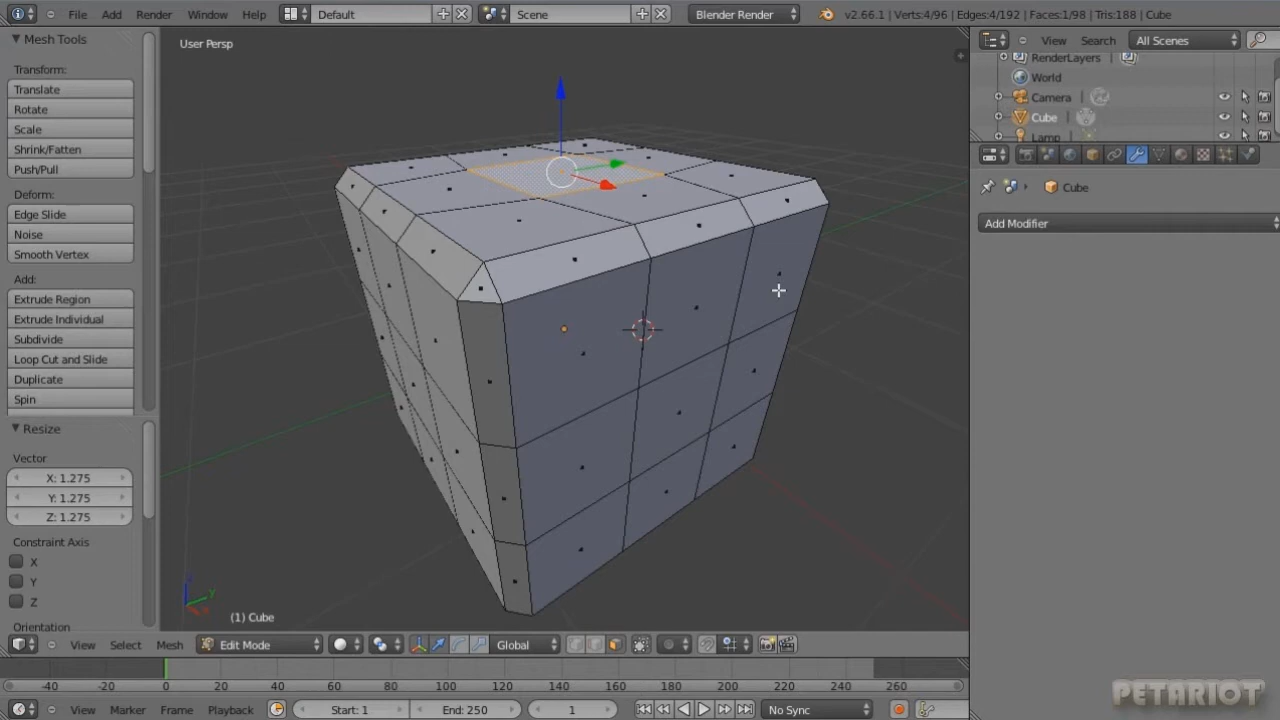 File Add Render Window Help Default Scene Blender Render v2.66.1 | Verts:4/96 | Edges:4/192 | Faces:1/98 | Tris:188 | Cube
Mesh Tools
Transform:
Translate
Rotate
Scale
Shrink/Fatten
Push/Pull
Deform:
Edge Slide
Noise
Smooth Vertex
Add:
Extrude Region
Extrude Individual
Subdivide
Loop Cut and Slide
Duplicate
Spin
Resize
Vector
X: 1.275
Y: 1.275
Z: 1.275
Constraint Axis
X
Y
Z
Orientation
User Persp
(1) Cube
View Search All Scenes
RenderLayers
World
Camera
Cube
Lamp
Cube
Add Modifier
View Select Mesh Edit Mode Global
-40 -20 0 20 40 60 80 100 120 140 160 180 200 220 240 260
View Marker Frame Playback Start: 1 End: 250 1 No Sync
PETARIOT